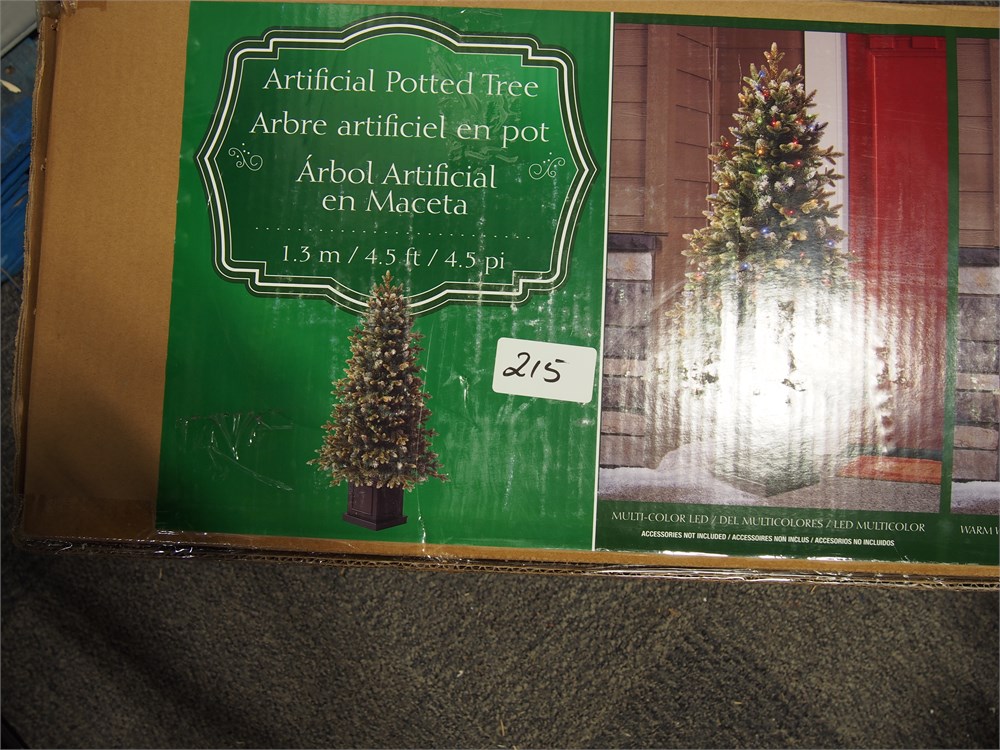 Artificial Potted Tree
Arbre artificiel en pot
Árbol Artificial
en Maceta
1.3 m / 4.5 ft / 4.5 pi
215
MULTI-COLOR LED / DEL MULTICOLORES / LED MULTICOLOR
ACCESSORIES NOT INCLUDED / ACCESSOIRES NON INCLUS / ACCESORIOS NO INCLUIDOS
WARM